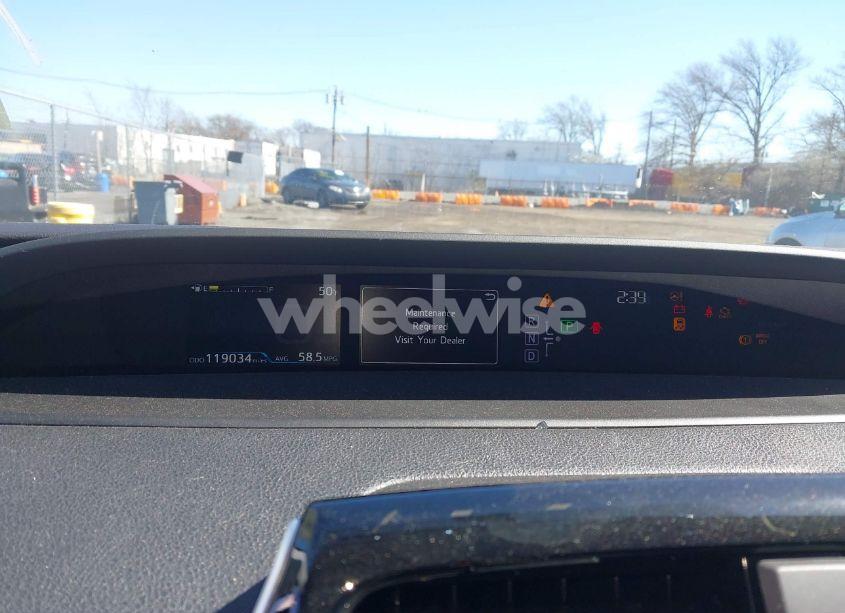 E F
50
2:39
wheelwise
Maintenance
Required
Visit Your Dealer
R
N
D
P
ODO 119034 AVG 58.5 MPG